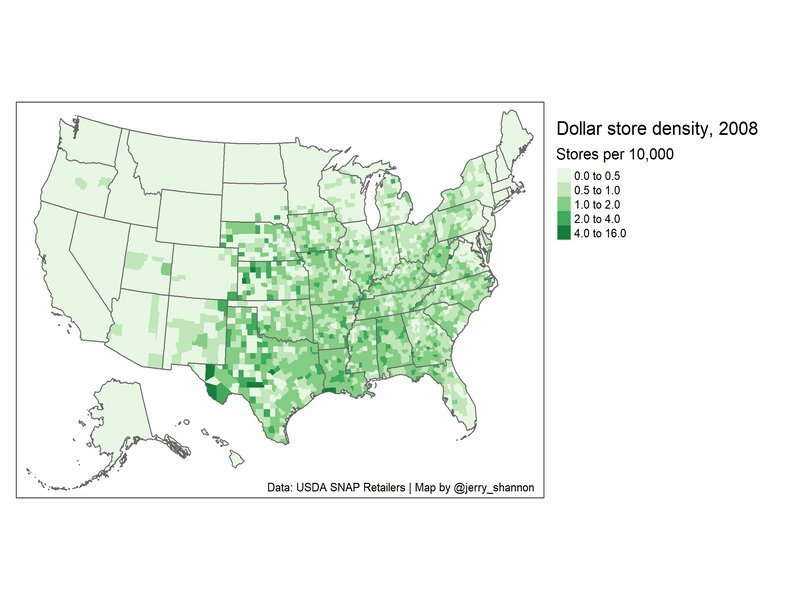 Dollar store density, 2008
Stores per 10,000
0.0 to 0.5
0.5 to 1.0
1.0 to 2.0
2.0 to 4.0
4.0 to 16.0
Data: USDA SNAP Retailers | Map by @jerry_shannon